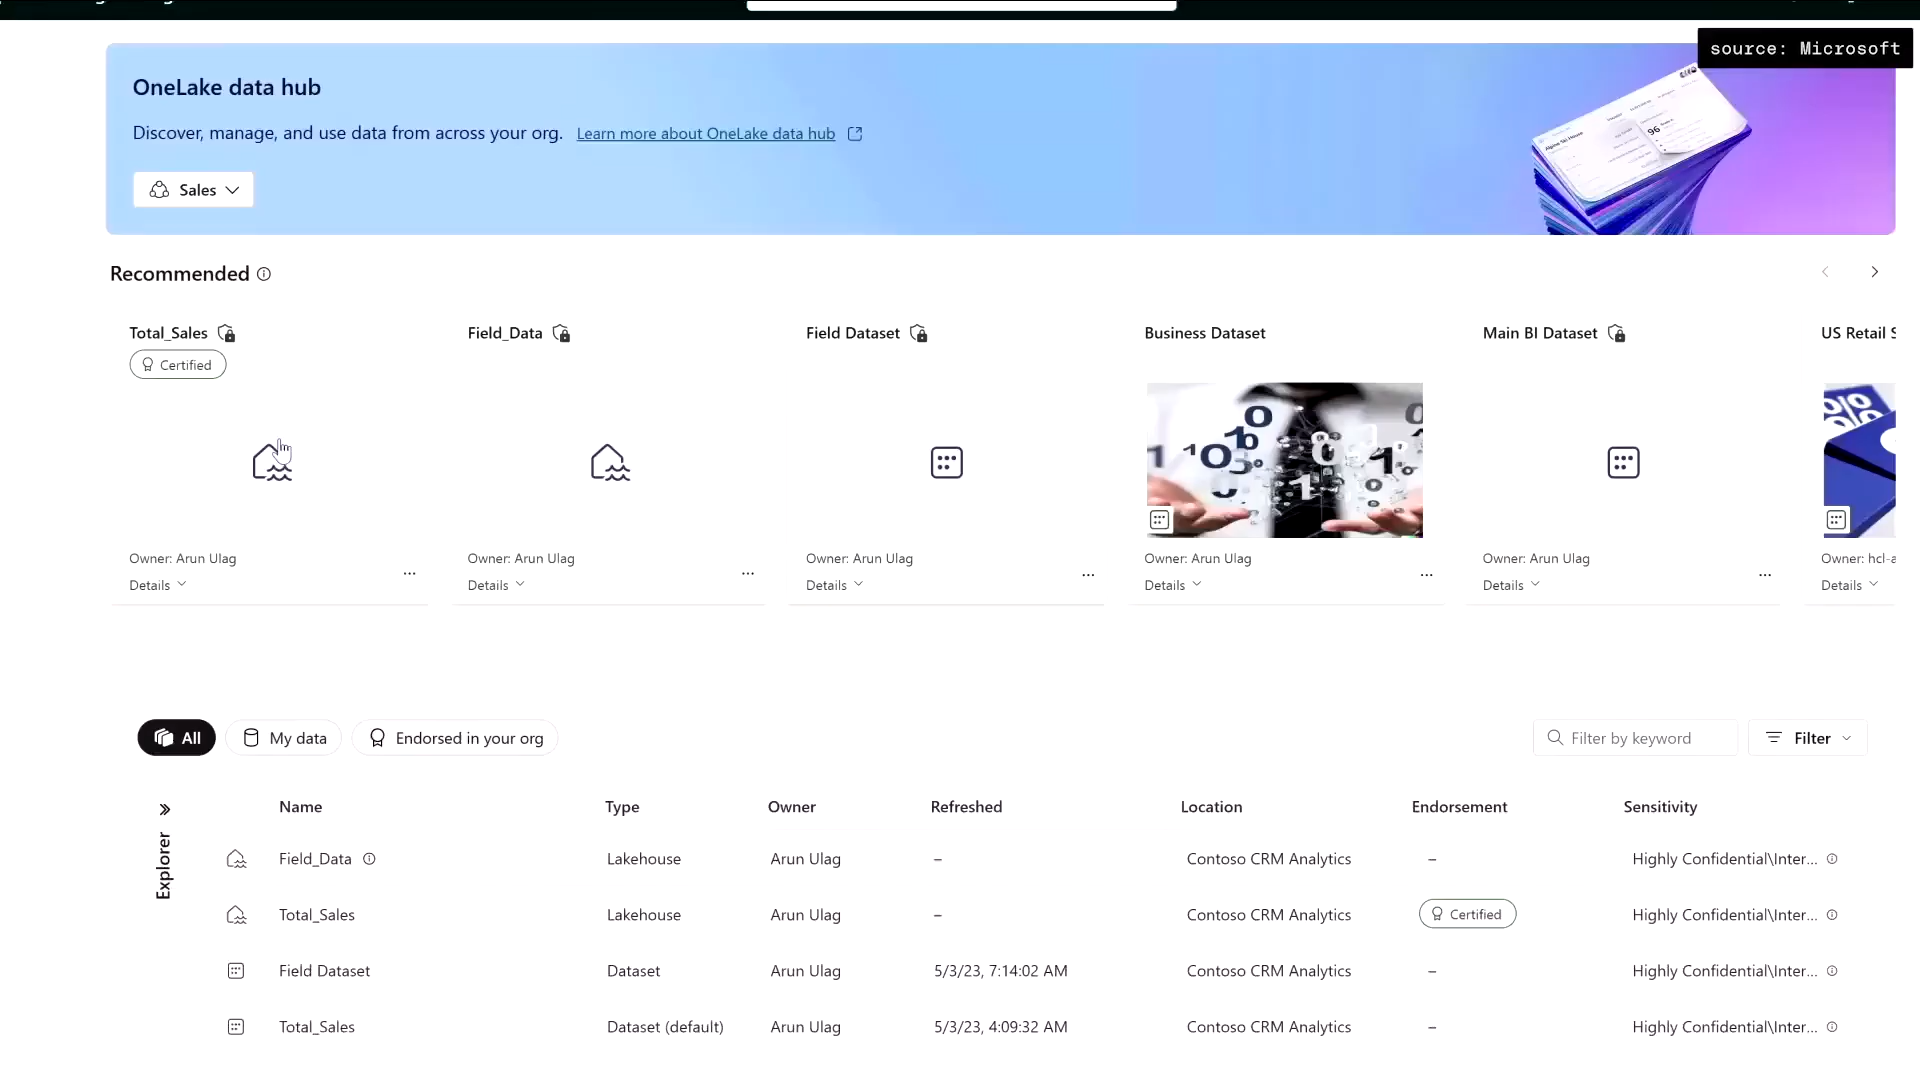 source: Microsoft
OneLake data hub
Discover, manage, and use data from across your org. Learn more about OneLake data hub
Sales
Recommended
Total_Sales
Certified
Field_Data
Field Dataset
Business Dataset
Main BI Dataset
US Retail S
Owner: Arun Ulag
Details
Owner: Arun Ulag
Details
Owner: Arun Ulag
Details
Owner: Arun Ulag
Details
Owner: Arun Ulag
Details
Owner: hcl-a
Details
All
My data
Endorsed in your org
Filter by keyword
Filter
Explorer
Name Type Owner Refreshed Location Endorsement Sensitivity
Field_Data Lakehouse Arun Ulag – Contoso CRM Analytics – Highly Confidential\Inter...
Total_Sales Lakehouse Arun Ulag – Contoso CRM Analytics Certified Highly Confidential\Inter...
Field Dataset Dataset Arun Ulag 5/3/23, 7:14:02 AM Contoso CRM Analytics – Highly Confidential\Inter...
Total_Sales Dataset (default) Arun Ulag 5/3/23, 4:09:32 AM Contoso CRM Analytics – Highly Confidential\Inter...